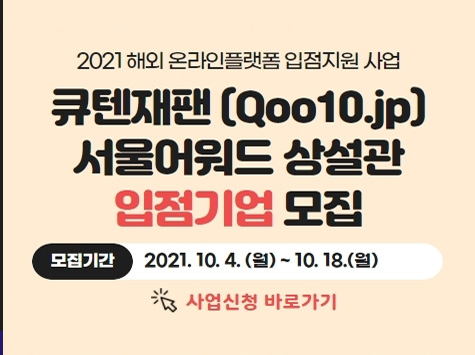 2021 해외 온라인플랫폼 입점지원 사업
큐텐재팬 (Qoo10.jp)
서울어워드 상설관
입점기업 모집
모집기간 2021. 10. 4. (월) ~ 10. 18.(월)
사업신청 바로가기